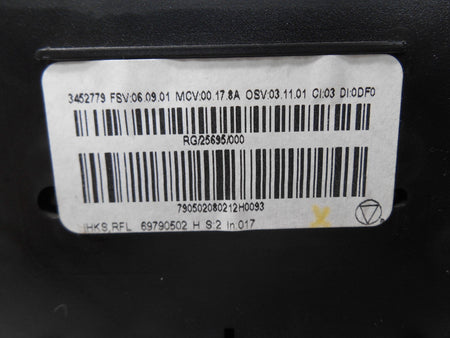 3452779 FSV:06.09.01 MCV:00.17.8A OSV:03.11.01 CI:03 DI:0DF0
RG/25695/000
790502080212H0093
IHKS,RFL 69790502 H S:2 In:017
X